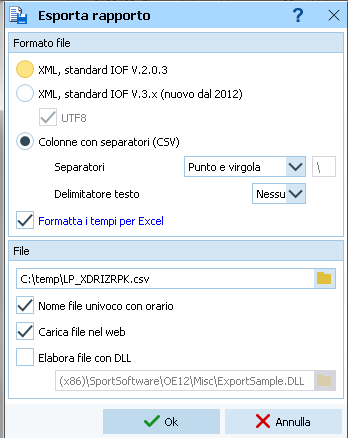 Esporta rapporto ?
Formato file
XML, standard IOF V.2.0.3
XML, standard IOF V.3.x (nuovo dal 2012)
UTF8
Colonne con separatori (CSV)
Separatori Punto e virgola \
Delimitatore testo Nessu
Formatta i tempi per Excel
File
C:\temp\LP_XDRIZRPK.csv
Nome file univoco con orario
Carica file nel web
Elabora file con DLL
(x86)\SportSoftware\OE12\Misc\ExportSample.DLL
Ok Annulla